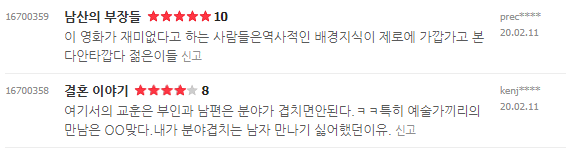 16700359 남산의 부장들 ★★★★★ 10 prec****
이 영화가 재미없다고 하는 사람들은역사적인 배경지식이 제로에 가깝가고 본 20.02.11
다안타깝다 젊은이들 신고
16700358 결혼 이야기 ★★★★★ 8 kenj****
여기서의 교훈은 부인과 남편은 분야가 겹치면안된다.ㅋㅋ특히 예술가끼리의 20.02.11
만남은 OO맞다.내가 분야겹치는 남자 만나기 싫어했던이유. 신고